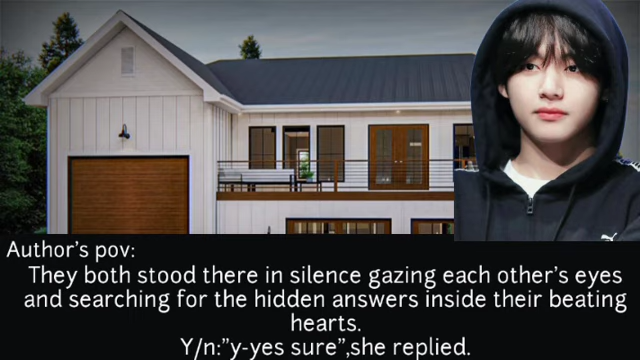 Author's pov:
They both stood there in silence gazing each other's eyes
and searching for the hidden answers inside their beating
hearts.
Y/n:"y-yes sure",she replied.